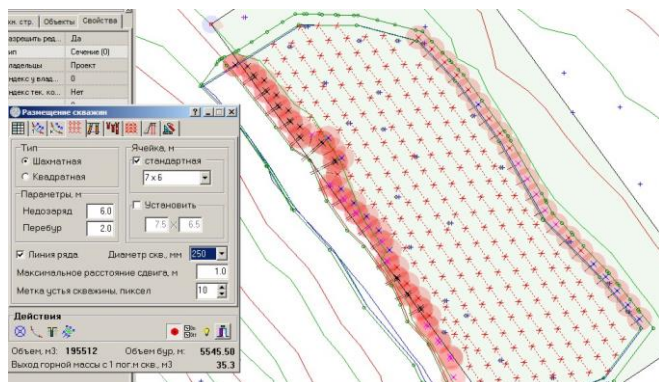 Объекты Свойства
Да
Сечение (0)
Проект
0
Нет
Размещение скважин
Тип
Шахматная
Квадратная
Ячейка, м
стандартная
7 x 6
Параметры, м
Недозаряд 6.0
Перебур 2.0
Установить
7.5 x 6.5
Линия ряда Диаметр скв., мм 250
Максимальное расстояние сдвига, м 1.0
Метка устья скважины, пиксел 10
Действия
Объем, м3: 195512 Объем бур, м: 5545.50
Выход горной массы с 1 пог.м скв., м3 35.3